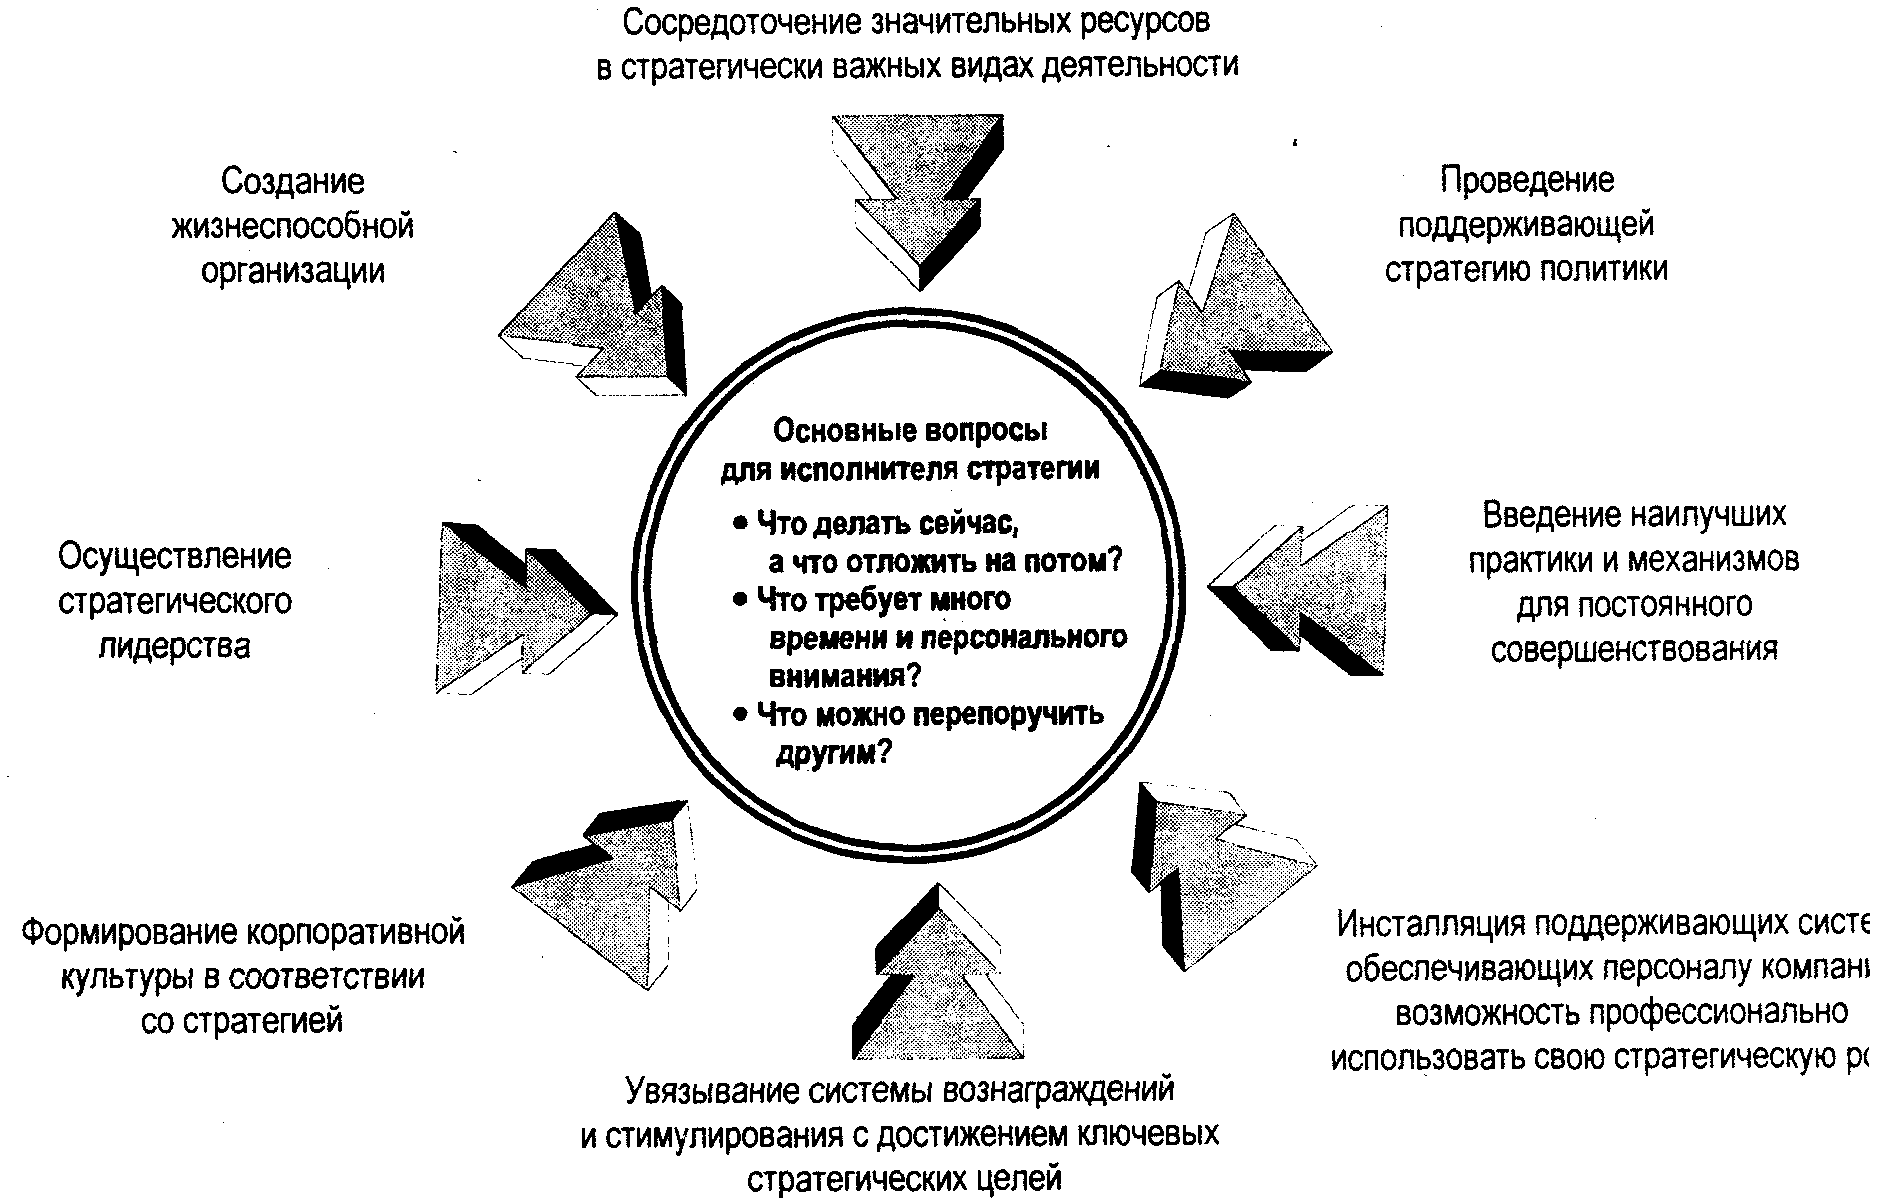 Сосредоточение значительных ресурсов
в стратегически важных видах деятельности
Создание
жизнеспособной
организации
Проведение
поддерживающей
стратегию политики
Основные вопросы
для исполнителя стратегии
• Что делать сейчас,
а что отложить на потом?
• Что требует много
времени и персонального
внимания?
• Что можно перепоручить
другим?
Осуществление
стратегического
лидерства
Введение наилучших
практики и механизмов
для постоянного
совершенствования
Формирование корпоративной
культуры в соответствии
со стратегией
Инсталляция поддерживающих
обеспечивающих персоналу
возможность профессионально
использовать свою стратегическую
Увязывание системы вознаграждений
и стимулирования с достижением ключевых
стратегических целей